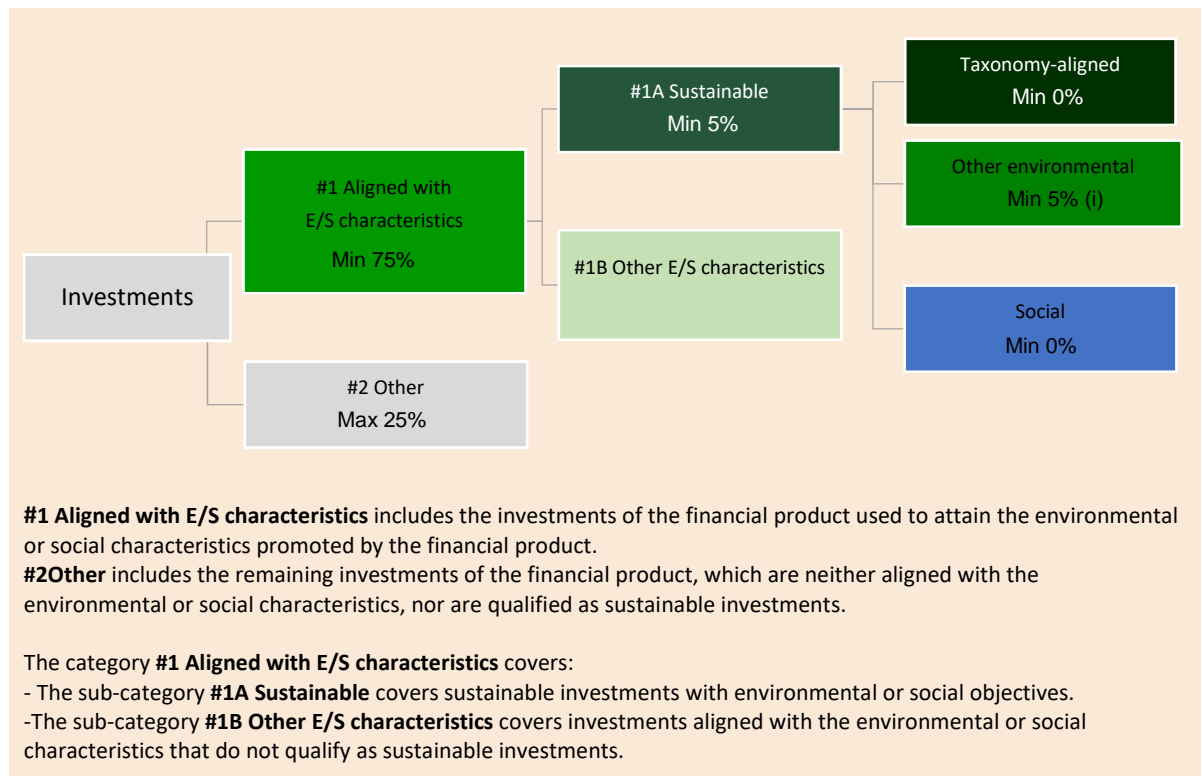 Investments
#1 Aligned with
E/S characteristics
Min 75%
#2 Other
Max 25%
#1A Sustainable
Min 5%
#1B Other E/S characteristics
Taxonomy-aligned
Min 0%
Other environmental
Min 5% (i)
Social
Min 0%
#1 Aligned with E/S characteristics includes the investments of the financial product used to attain the environmental
or social characteristics promoted by the financial product.
#2Other includes the remaining investments of the financial product, which are neither aligned with the
environmental or social characteristics, nor are qualified as sustainable investments.
The category #1 Aligned with E/S characteristics covers:
- The sub-category #1A Sustainable covers sustainable investments with environmental or social objectives.
-The sub-category #1B Other E/S characteristics covers investments aligned with the environmental or social
characteristics that do not qualify as sustainable investments.